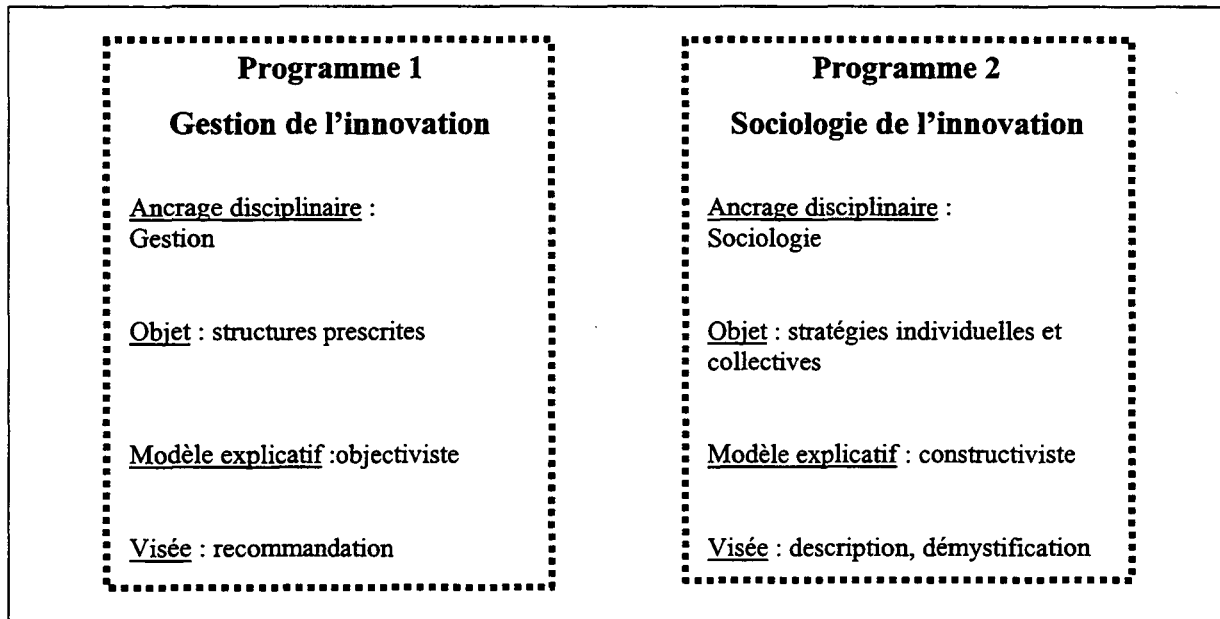 Programme 1
Gestion de l'innovation
Ancrage disciplinaire :
Gestion
Objet : structures prescrites
Modèle explicatif :objectiviste
Visée : recommandation
Programme 2
Sociologie de l'innovation
Ancrage disciplinaire :
Sociologie
Objet : stratégies individuelles et
collectives
Modèle explicatif : constructiviste
Visée : description, démystification